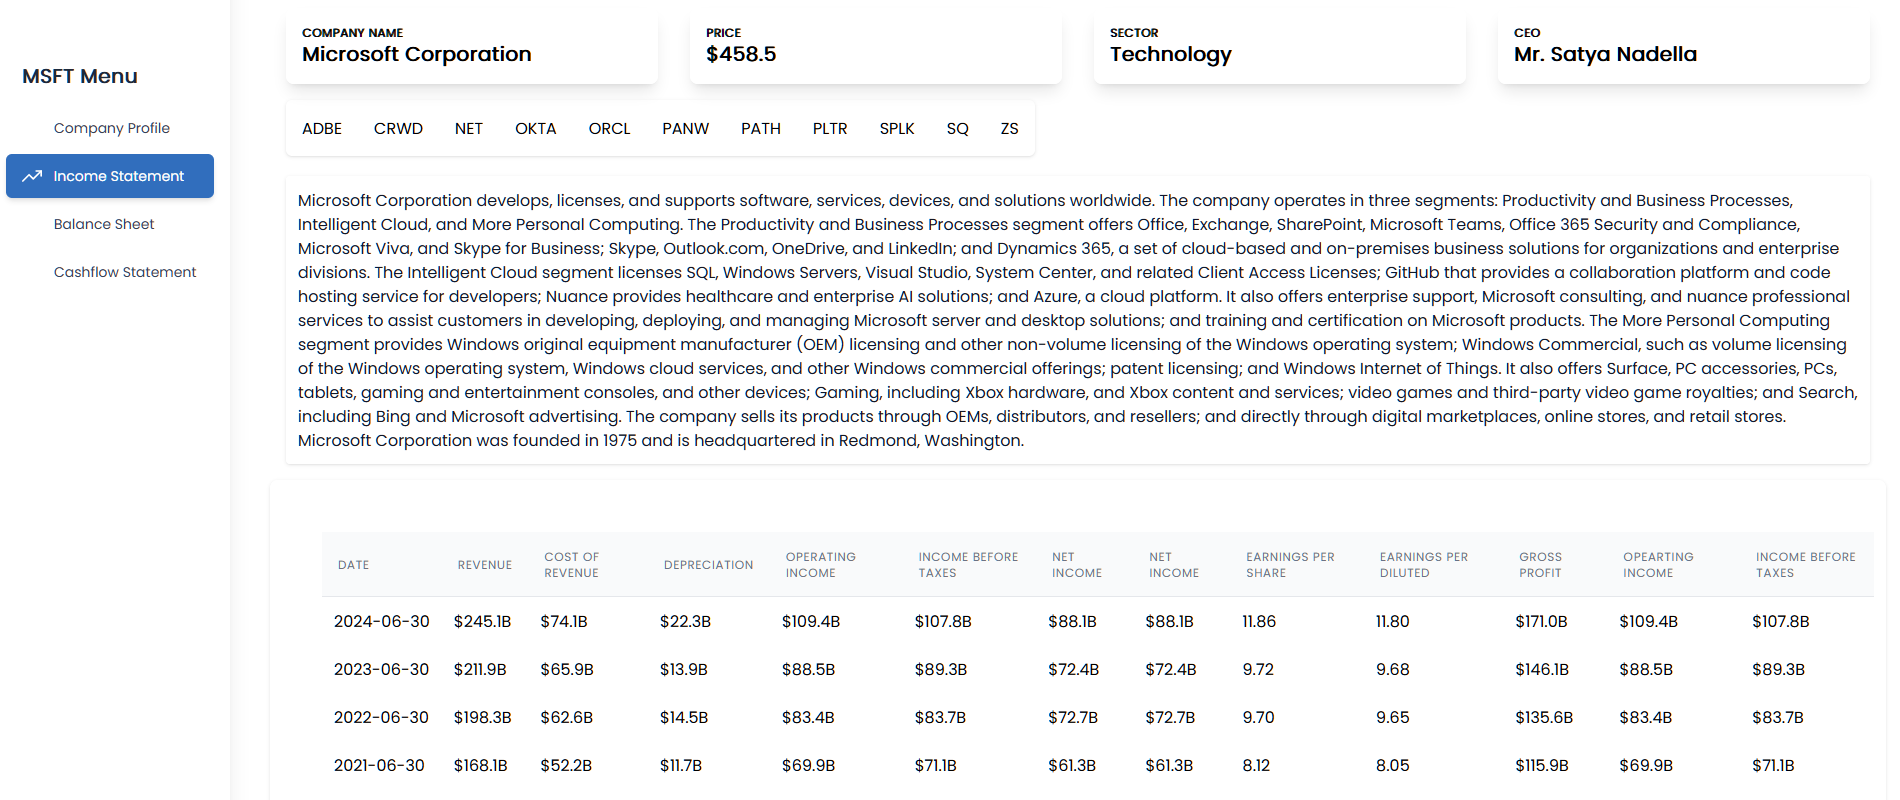 MSFT Menu
Company Profile
Income Statement
Balance Sheet
Cashflow Statement
COMPANY NAME
Microsoft Corporation
PRICE
$458.5
SECTOR
Technology
CEO
Mr. Satya Nadella
ADBE CRWD NET OKTA ORCL PANW PATH PLTR SPLK SQ ZS
Microsoft Corporation develops, licenses, and supports software, services, devices, and solutions worldwide. The company operates in three segments: Productivity and Business Processes,
Intelligent Cloud, and More Personal Computing. The Productivity and Business Processes segment offers Office, Exchange, SharePoint, Microsoft Teams, Office 365 Security and Compliance,
Microsoft Viva, and Skype for Business; Skype, Outlook.com, OneDrive, and LinkedIn; and Dynamics 365, a set of cloud-based and on-premises business solutions for organizations and enterprise
divisions. The Intelligent Cloud segment licenses SQL, Windows Servers, Visual Studio, System Center, and related Client Access Licenses; GitHub that provides a collaboration platform and code
hosting service for developers; Nuance provides healthcare and enterprise AI solutions; and Azure, a cloud platform. It also offers enterprise support, Microsoft consulting, and nuance professional
services to assist customers in developing, deploying, and managing Microsoft server and desktop solutions; and training and certification on Microsoft products. The More Personal Computing
segment provides Windows original equipment manufacturer (OEM) licensing and other non-volume licensing of the Windows operating system; Windows Commercial, such as volume licensing
of the Windows operating system, Windows cloud services, and other Windows commercial offerings; patent licensing; and Windows Internet of Things. It also offers Surface, PC accessories, PCs,
tablets, gaming and entertainment consoles, and other devices; Gaming, including Xbox hardware, and Xbox content and services; video games and third-party video game royalties; and Search,
including Bing and Microsoft advertising. The company sells its products through OEMs, distributors, and resellers; and directly through digital marketplaces, online stores, and retail stores.
Microsoft Corporation was founded in 1975 and is headquartered in Redmond, Washington.
DATE REVENUE COST OF REVENUE DEPRECIATION OPERATING INCOME INCOME BEFORE TAXES NET INCOME NET INCOME EARNINGS PER SHARE EARNINGS PER DILUTED GROSS PROFIT OPEARTING INCOME INCOME BEFORE TAXES
2024-06-30 $245.1B $74.1B $22.3B $109.4B $107.8B $88.1B $88.1B 11.86 11.80 $171.0B $109.4B $107.8B
2023-06-30 $211.9B $65.9B $13.9B $88.5B $89.3B $72.4B $72.4B 9.72 9.68 $146.1B $88.5B $89.3B
2022-06-30 $198.3B $62.6B $14.5B $83.4B $83.7B $72.7B $72.7B 9.70 9.65 $135.6B $83.4B $83.7B
2021-06-30 $168.1B $52.2B $11.7B $69.9B $71.1B $61.3B $61.3B 8.12 8.05 $115.9B $69.9B $71.1B